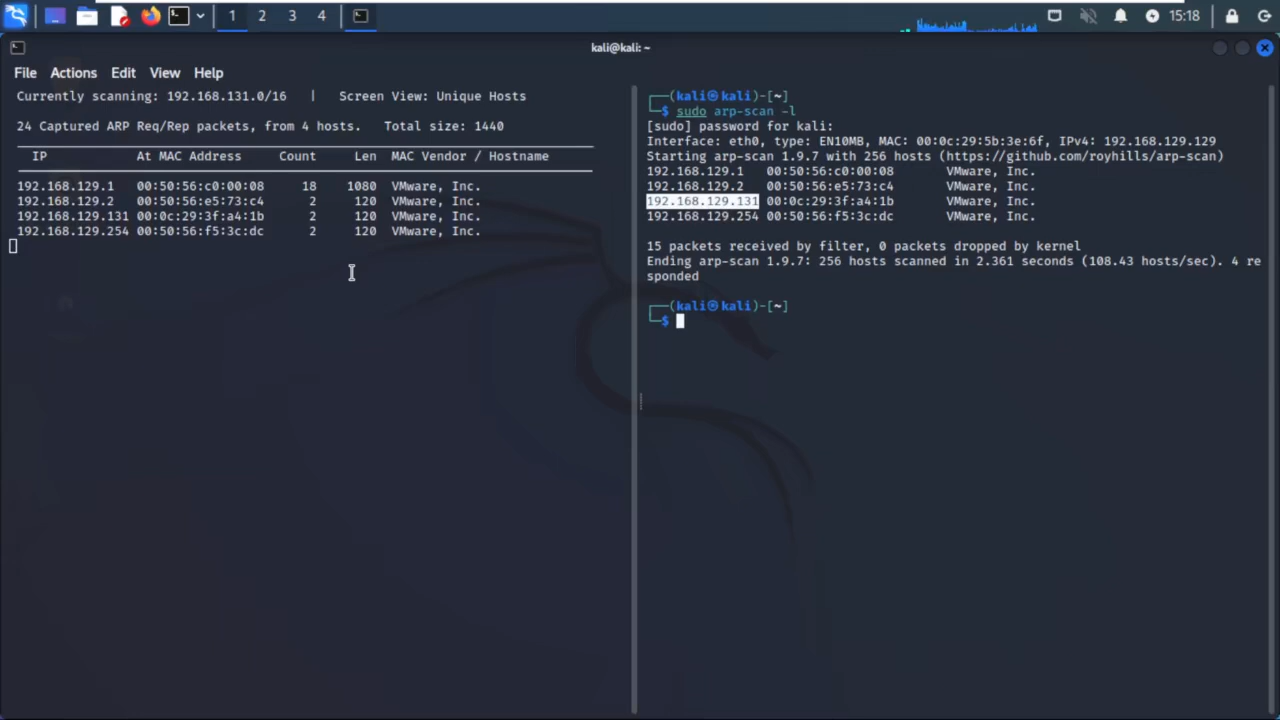 1 2 3 4
15:18
kali@kali: ~
File Actions Edit View Help
Currently scanning: 192.168.131.0/16 | Screen View: Unique Hosts
24 Captured ARP Req/Rep packets, from 4 hosts. Total size: 1440
IP At MAC Address Count Len MAC Vendor / Hostname
192.168.129.1 00:50:56:c0:00:08 18 1080 VMware, Inc.
192.168.129.2 00:50:56:e5:73:c4 2 120 VMware, Inc.
192.168.129.131 00:0c:29:3f:a4:1b 2 120 VMware, Inc.
192.168.129.254 00:50:56:f5:3c:dc 2 120 VMware, Inc.
┌──(kali㉿kali)-[~]
└─$ sudo arp-scan -l
[sudo] password for kali:
Interface: eth0, type: EN10MB, MAC: 00:0c:29:5b:3e:6f, IPv4: 192.168.129.129
Starting arp-scan 1.9.7 with 256 hosts (https://github.com/royhills/arp-scan)
192.168.129.1 00:50:56:c0:00:08 VMware, Inc.
192.168.129.2 00:50:56:e5:73:c4 VMware, Inc.
192.168.129.131 00:0c:29:3f:a4:1b VMware, Inc.
192.168.129.254 00:50:56:f5:3c:dc VMware, Inc.
15 packets received by filter, 0 packets dropped by kernel
Ending arp-scan 1.9.7: 256 hosts scanned in 2.361 seconds (108.43 hosts/sec). 4 re
sponded
┌──(kali㉿kali)-[~]
└─$